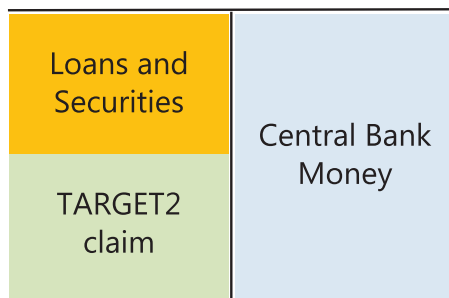 Loans and
Securities
TARGET2
claim
Central Bank
Money